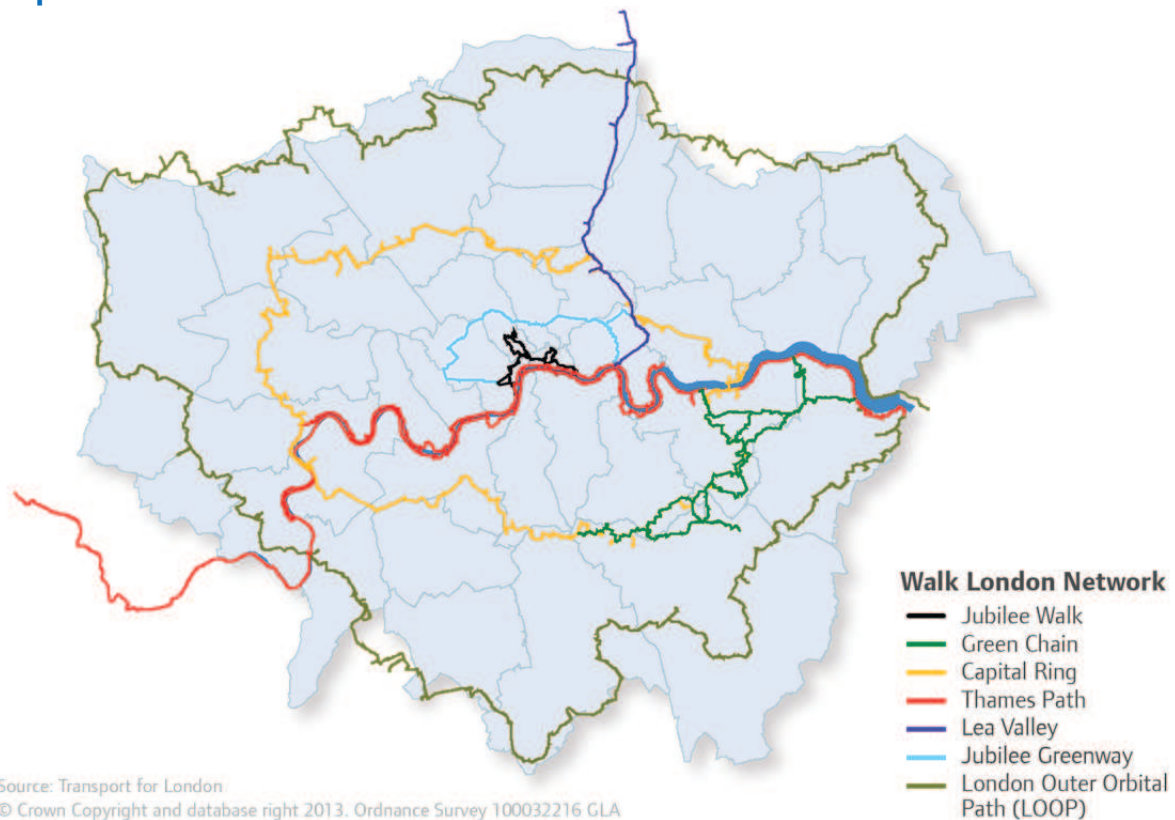 Walk London Network
Jubilee Walk
Green Chain
Capital Ring
Thames Path
Lea Valley
Jubilee Greenway
London Outer Orbital
Path (LOOP)
Source: Transport for London
© Crown Copyright and database right 2013. Ordnance Survey 100032216 GLA